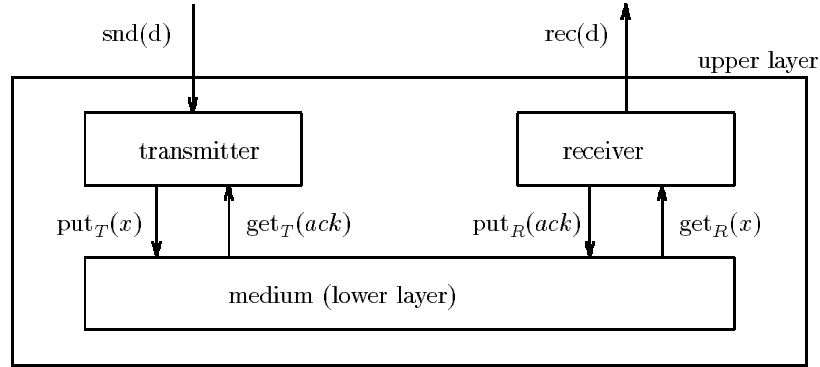 snd(d)
rec(d)
upper layer
transmitter
receiver
put_T(x)
get_T(ack)
put_R(ack)
get_R(x)
medium (lower layer)